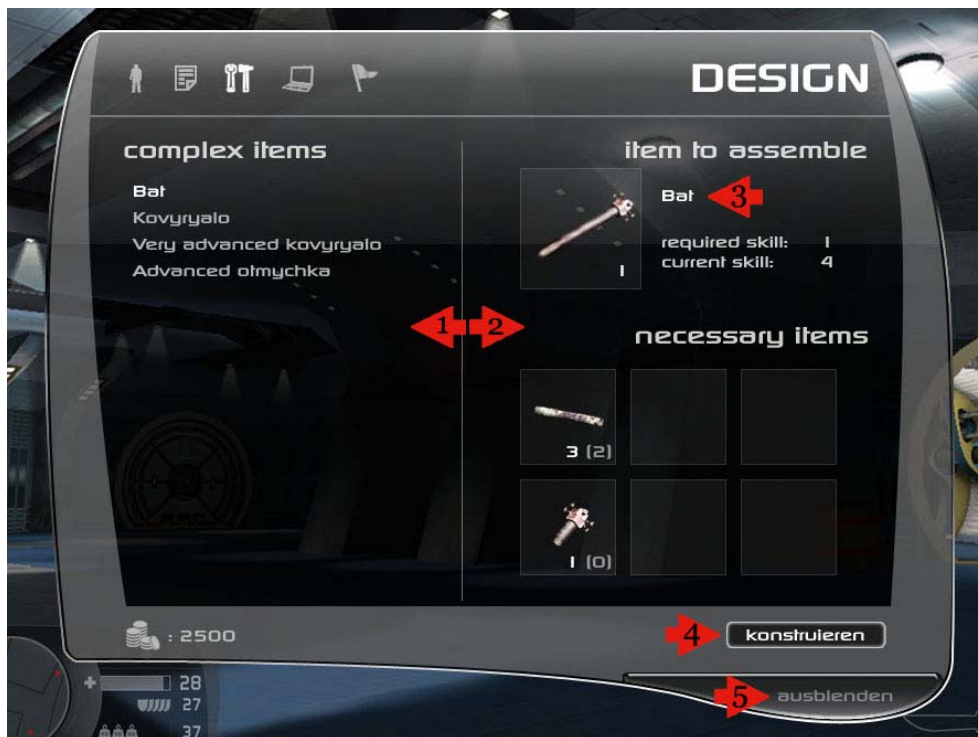 DESIGN
complex items
Bat
Kovyryalo
Very advanced kovyryalo
Advanced otmychka
1
2
item to assemble
Bat
3
1
required skill: 1
current skill: 4
necessary items
3 (2)
1 (0)
: 2500
4
konstruieren
5
ausblenden
28
27
37